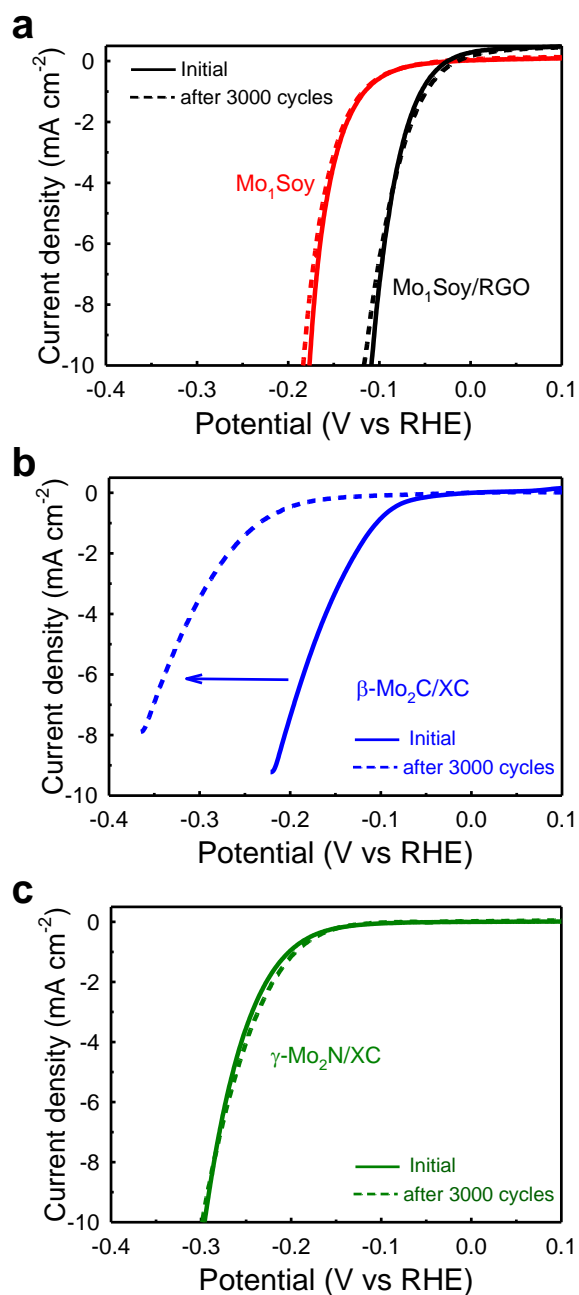 a
0
-2
-4
-6
-8
-10
Current density (mA cm⁻²)
Initial
after 3000 cycles
Mo₁Soy
Mo₁Soy/RGO
-0.4 -0.3 -0.2 -0.1 0.0 0.1
Potential (V vs RHE)
b
0
-2
-4
-6
-8
-10
Current density (mA cm⁻²)
β-Mo₂C/XC
Initial
after 3000 cycles
-0.4 -0.3 -0.2 -0.1 0.0 0.1
Potential (V vs RHE)
c
0
-2
-4
-6
-8
-10
Current density (mA cm⁻²)
γ-Mo₂N/XC
Initial
after 3000 cycles
-0.4 -0.3 -0.2 -0.1 0.0 0.1
Potential (V vs RHE)